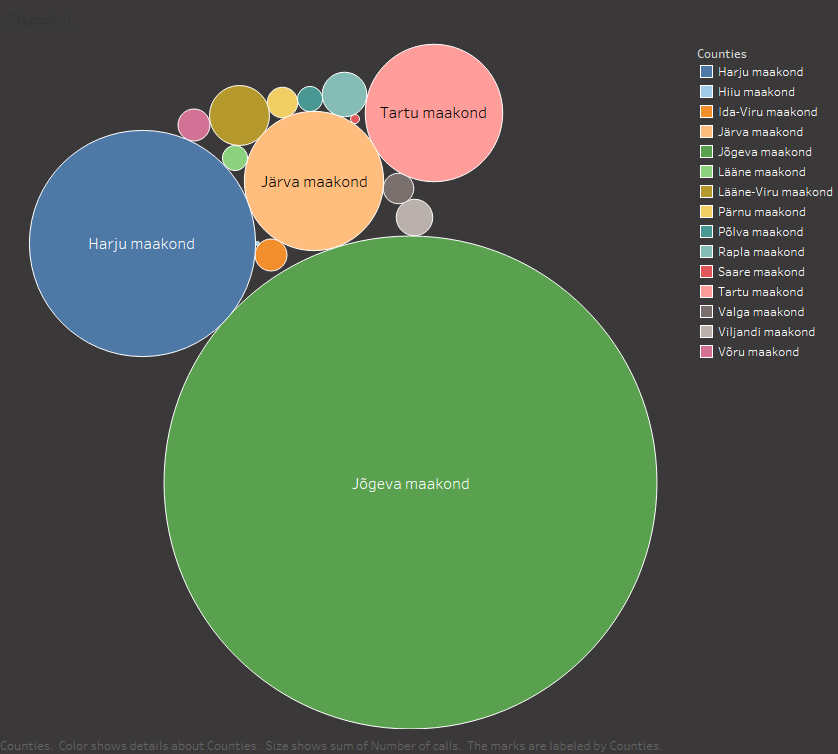 Sheet 1
Counties
Harju maakond
Hiiu maakond
Ida-Viru maakond
Järva maakond
Jõgeva maakond
Lääne maakond
Lääne-Viru maakond
Pärnu maakond
Põlva maakond
Rapla maakond
Saare maakond
Tartu maakond
Valga maakond
Viljandi maakond
Võru maakond
Tartu maakond
Järva maakond
Harju maakond
Jõgeva maakond
Counties. Color shows details about Counties. Size shows sum of Number of calls. The marks are labeled by Counties.